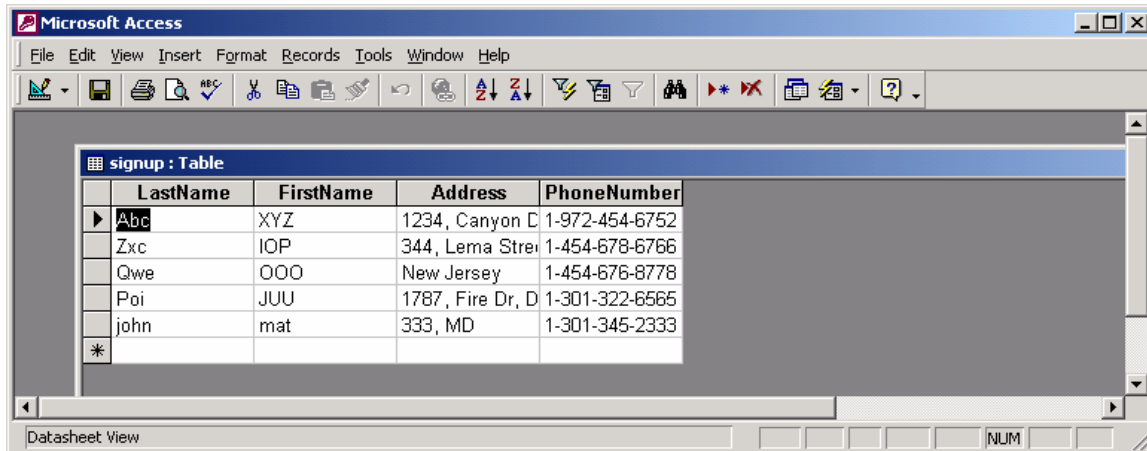 Microsoft Access
File Edit View Insert Format Records Tools Window Help
signup : Table
LastName FirstName Address PhoneNumber
Abc XYZ 1234, Canyon D 1-972-454-6752
Zxc IOP 344, Lema Stre 1-454-678-6766
Qwe OOO New Jersey 1-454-676-8778
Poi JUU 1787, Fire Dr, D 1-301-322-6565
john mat 333, MD 1-301-345-2333
Datasheet View NUM